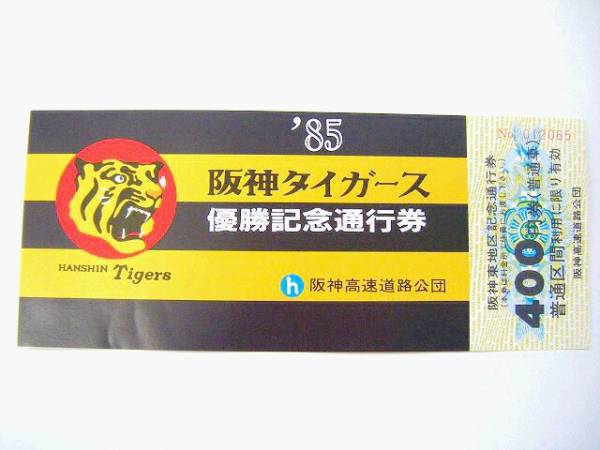 '85
阪神タイガース
優勝記念通行券
HANSHIN Tigers
h 阪神高速道路公団
No 012065
阪神東地区記念通行券
400円券(普通車)
普通区間利用に限り有効
阪神高速道路公団